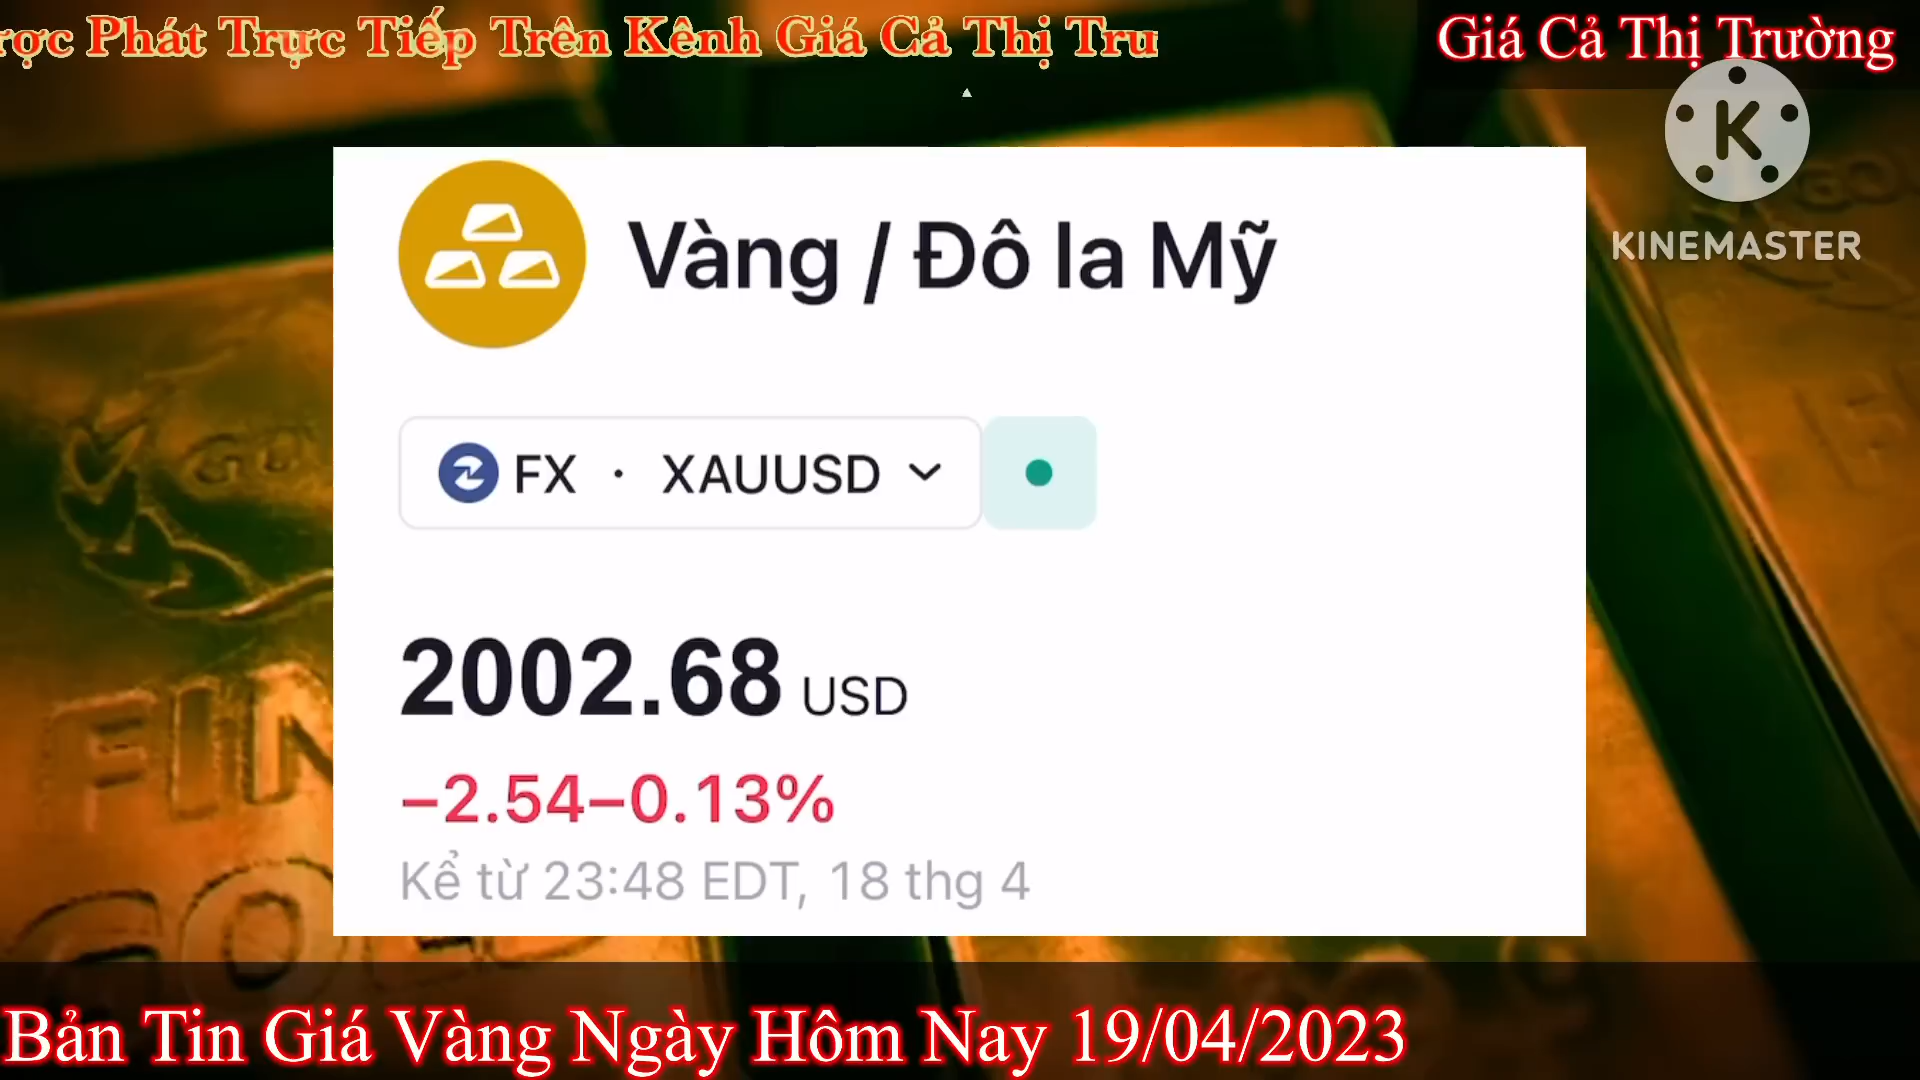 Phát Trực Tiếp Trên Kênh Giá Cả Thị
Giá Cả Thị Trường
KINEMASTER
Vàng / Đô la Mỹ
FX · XAUUSD
2002.68 USD
−2.54−0.13%
Kể từ 23:48 EDT, 18 thg 4
FIN
GOLD
Bản Tin Giá Vàng Ngày Hôm Nay 19/04/2023